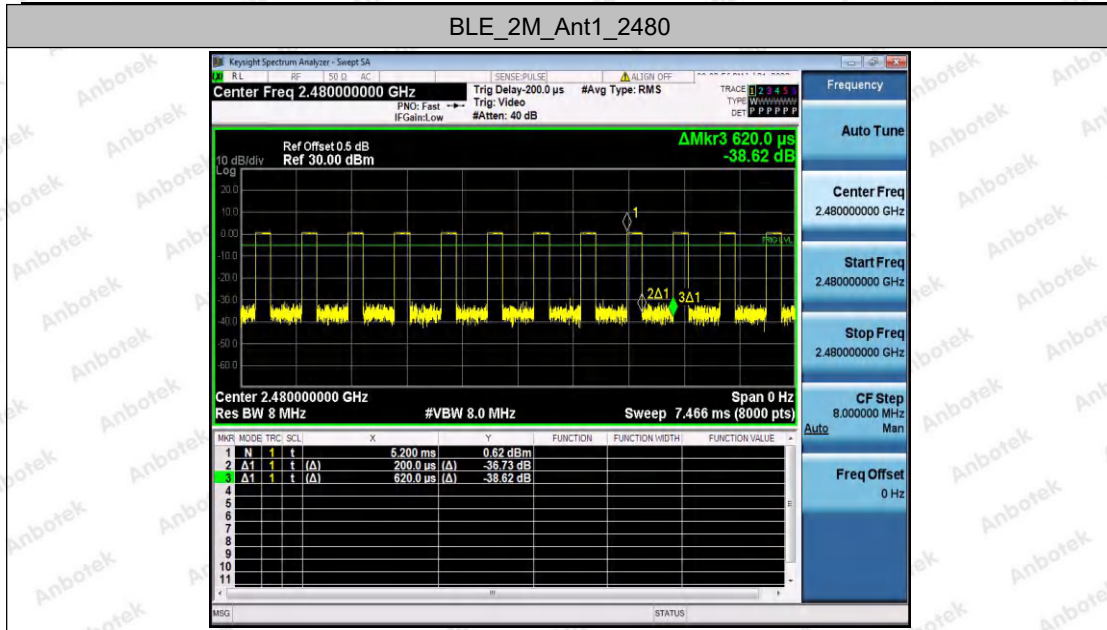 BLE_2M_Ant1_2480
Keysight Spectrum Analyzer - Swept SA
RL RF 50 Ω AC SENSE:PULSE ALIGN OFF
Center Freq 2.480000000 GHz
PNO: Fast
IFGain:Low
Trig Delay-200.0 µs #Avg Type: RMS
Trig: Video
#Atten: 40 dB
TRACE 1 2 3 4 5 6
TYPE WWWWWW
DET P P P P P P
Frequency
Auto Tune
ΔMkr3 620.0 µs
-38.62 dB
Ref Offset 0.5 dB
10 dB/div Ref 30.00 dBm
Log
20.0
10.0
0.00
-10.0
-20.0
-30.0
-40.0
-50.0
-60.0
1
TRIG LVL
2Δ1
3Δ1
Center 2.480000000 GHz Span 0 Hz
Res BW 8 MHz #VBW 8.0 MHz Sweep 7.466 ms (8000 pts)
Center Freq
2.480000000 GHz
Start Freq
2.480000000 GHz
Stop Freq
2.480000000 GHz
CF Step
8.000000 MHz
Auto Man
Freq Offset
0 Hz
MKR MODE TRC SCL X Y FUNCTION FUNCTION WIDTH FUNCTION VALUE
1 N 1 t 5.200 ms 0.62 dBm
2 Δ1 1 t (Δ) 200.0 µs (Δ) -36.73 dB
3 Δ1 1 t (Δ) 620.0 µs (Δ) -38.62 dB
4
5
6
7
8
9
10
11
MSG STATUS
Anbotek